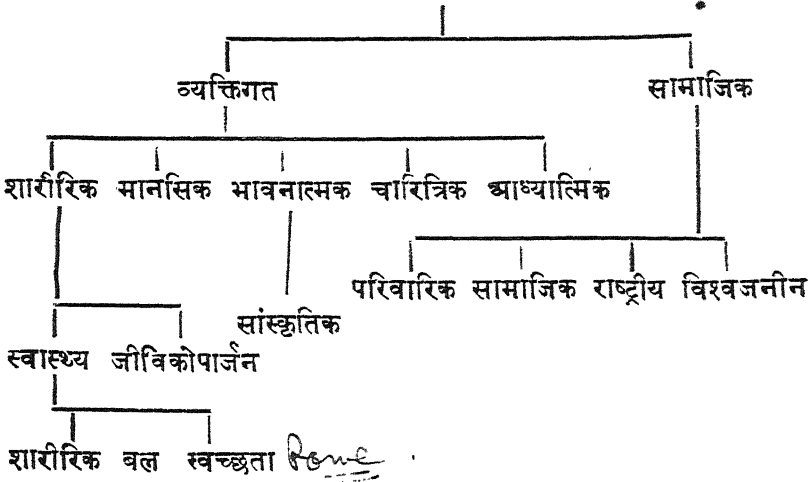 व्यक्तिगत सामाजिक
शारीरिक मानसिक भावनात्मक चारित्रिक आध्यात्मिक
परिवारिक सामाजिक राष्ट्रीय विश्वजनीन
सांस्कृतिक
स्वास्थ्य जीविकोपार्जन
शारीरिक बल स्वच्छता